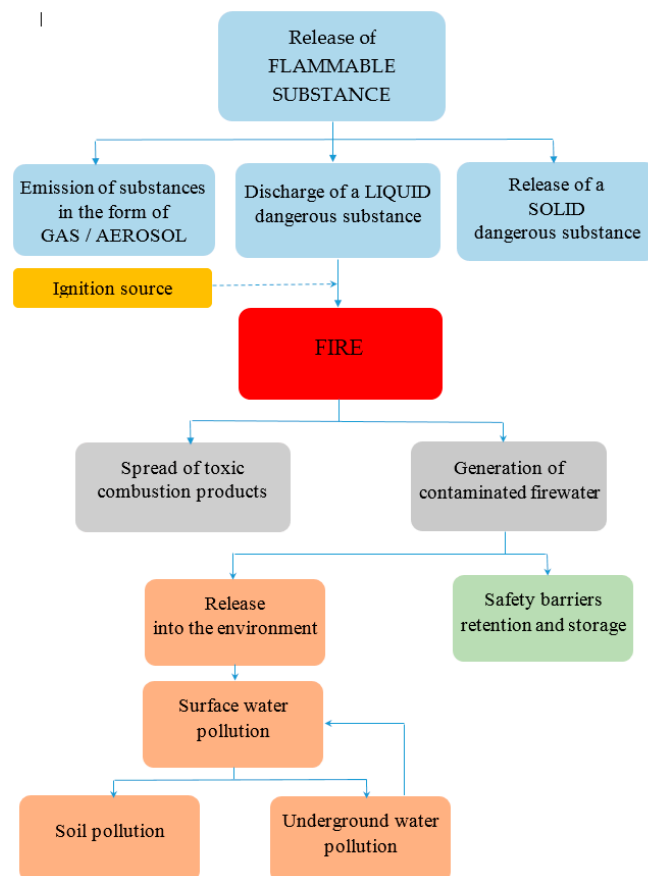 Release of
FLAMMABLE
SUBSTANCE
Emission of substances
in the form of
GAS / AEROSOL
Discharge of a LIQUID
dangerous substance
Release of a
SOLID
dangerous substance
Ignition source
FIRE
Spread of toxic
combustion products
Generation of
contaminated firewater
Release
into the environment
Safety barriers
retention and storage
Surface water
pollution
Soil pollution
Underground water
pollution